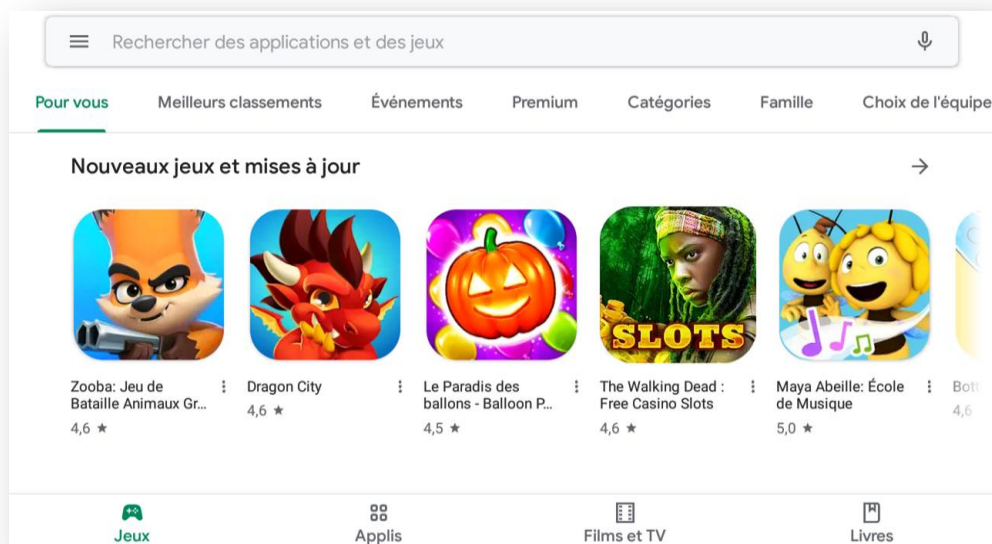 Rechercher des applications et des jeux
Pour vous
Meilleurs classements
Événements
Premium
Catégories
Famille
Choix de l'équipe
Nouveaux jeux et mises à jour
SLOTS
Zooba: Jeu de
Bataille Animaux Gr...
4,6 ★
Dragon City
4,6 ★
Le Paradis des
ballons - Balloon P...
4,5 ★
The Walking Dead :
Free Casino Slots
4,6 ★
Maya Abeille: École
de Musique
5,0 ★
Bot
4,6
Jeux
Applis
Films et TV
Livres